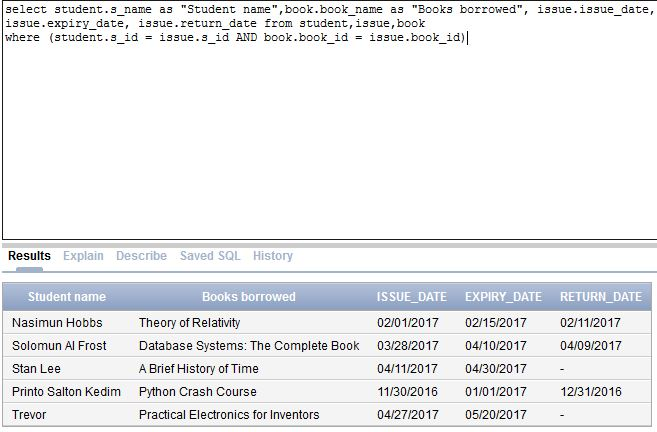 select student.s_name as "Student name",book.book_name as "Books borrowed", issue.issue_date,
issue.expiry_date, issue.return_date from student,issue,book
where (student.s_id = issue.s_id AND book.book_id = issue.book_id)
Results Explain Describe Saved SQL History
Student name Books borrowed ISSUE_DATE EXPIRY_DATE RETURN_DATE
Nasimun Hobbs Theory of Relativity 02/01/2017 02/15/2017 02/11/2017
Solomun Al Frost Database Systems: The Complete Book 03/28/2017 04/10/2017 04/09/2017
Stan Lee A Brief History of Time 04/11/2017 04/30/2017 -
Printo Salton Kedim Python Crash Course 11/30/2016 01/01/2017 12/31/2016
Trevor Practical Electronics for Inventors 04/27/2017 05/20/2017 -